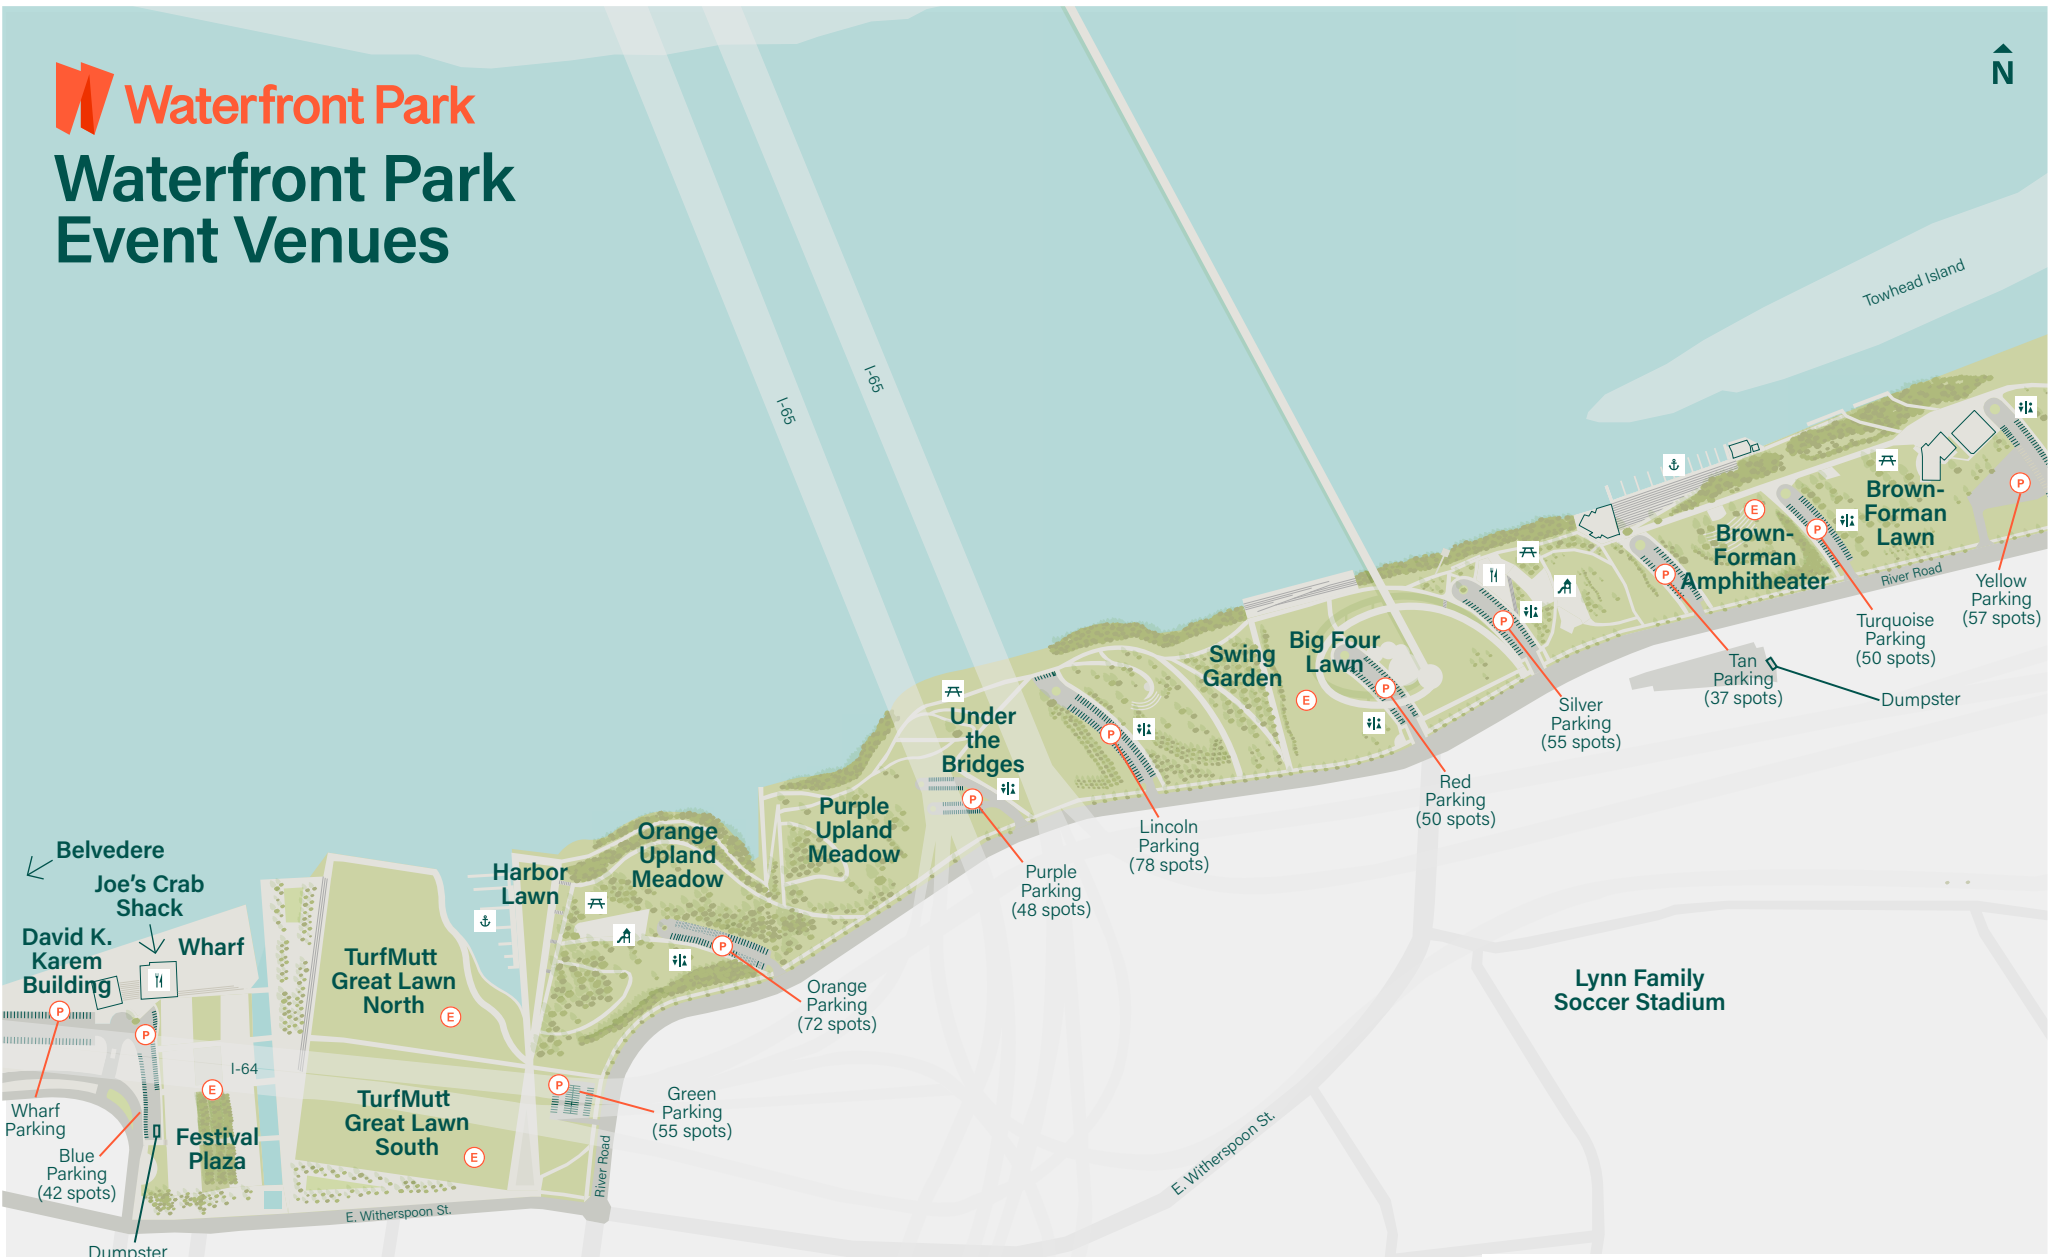 Waterfront Park
Waterfront Park
Event Venues
N
Towhead Island
I-65
I-65
Brown-
Forman
Lawn
E
P
P
Brown-
Forman
Amphitheater
River Road
Yellow
Parking
(57 spots)
Turquoise
Parking
(50 spots)
P
Tan
Parking
(37 spots)
Dumpster
P
Silver
Parking
(55 spots)
Big Four
Lawn
Swing
Garden
E
P
Red
Parking
(50 spots)
Under
the
Bridges
P
Lincoln
Parking
(78 spots)
P
Purple
Parking
(48 spots)
Purple
Upland
Meadow
Orange
Upland
Meadow
Harbor
Lawn
P
Orange
Parking
(72 spots)
Belvedere
Joe's Crab
Shack
David K.
Karem
Building
Wharf
TurfMutt
Great Lawn
North
E
P
P
I-64
E
Wharf
Parking
Blue
Parking
(42 spots)
Festival
Plaza
TurfMutt
Great Lawn
South
E
P
Green
Parking
(55 spots)
River Road
E. Witherspoon St.
E. Witherspoon St.
Lynn Family
Soccer Stadium
Dumpster